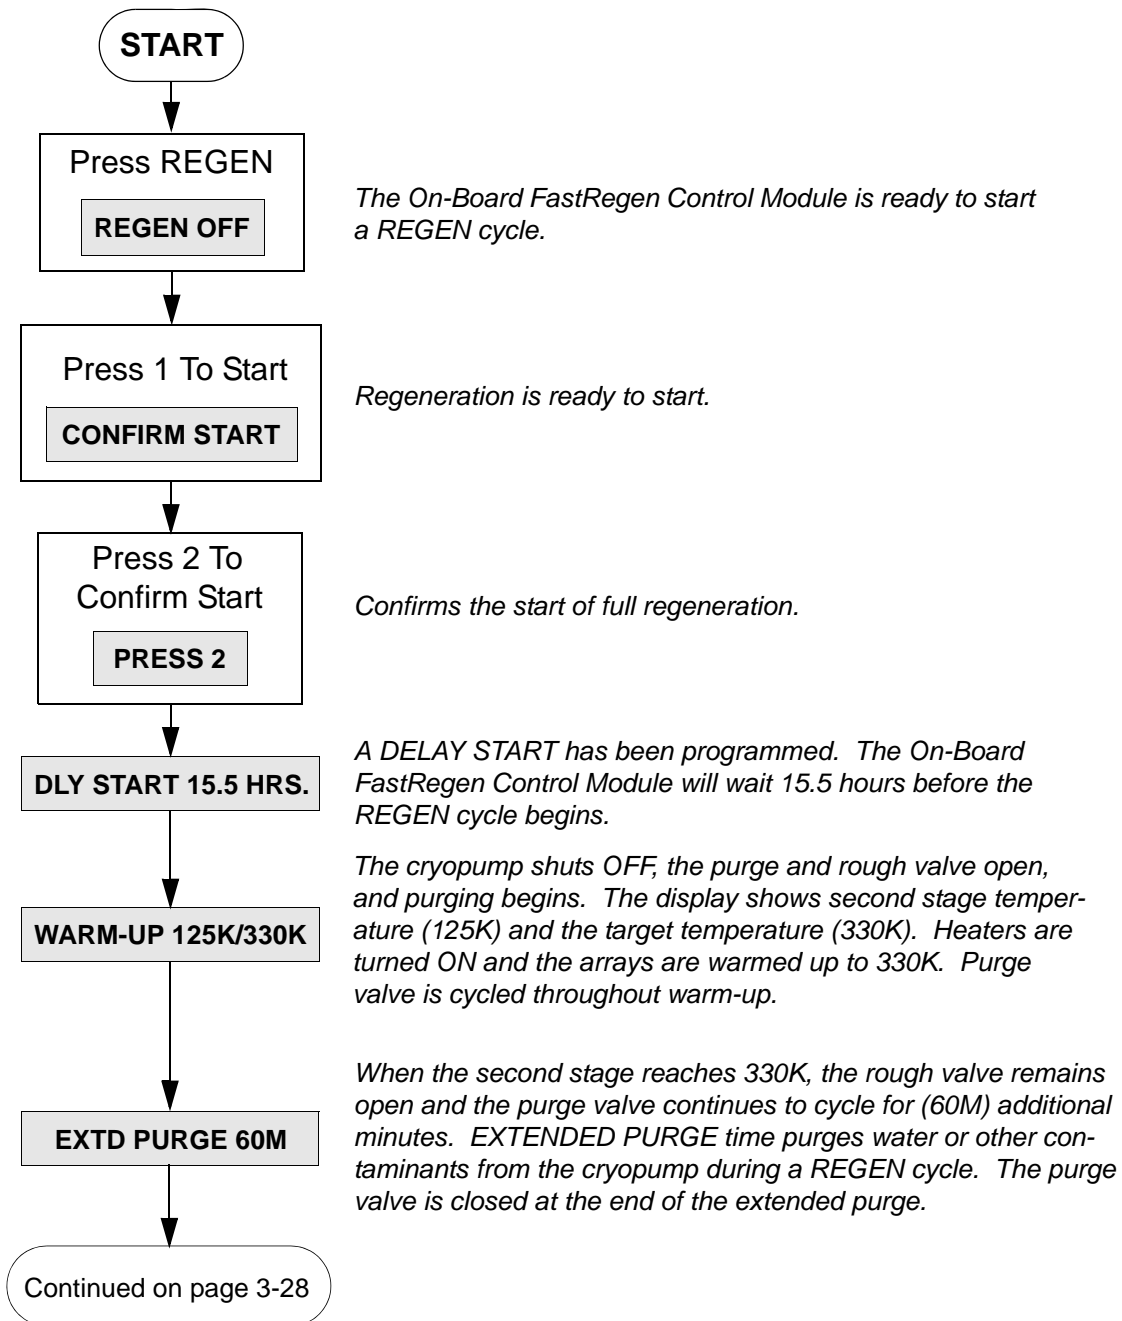 START
Press REGEN
REGEN OFF
The On-Board FastRegen Control Module is ready to start
a REGEN cycle.
Press 1 To Start
CONFIRM START
Regeneration is ready to start.
Press 2 To
Confirm Start
PRESS 2
Confirms the start of full regeneration.
DLY START 15.5 HRS.
A DELAY START has been programmed. The On-Board
FastRegen Control Module will wait 15.5 hours before the
REGEN cycle begins.
WARM-UP 125K/330K
The cryopump shuts OFF, the purge and rough valve open,
and purging begins. The display shows second stage temper-
ature (125K) and the target temperature (330K). Heaters are
turned ON and the arrays are warmed up to 330K. Purge
valve is cycled throughout warm-up.
EXTD PURGE 60M
When the second stage reaches 330K, the rough valve remains
open and the purge valve continues to cycle for (60M) additional
minutes. EXTENDED PURGE time purges water or other con-
taminants from the cryopump during a REGEN cycle. The purge
valve is closed at the end of the extended purge.
Continued on page 3-28